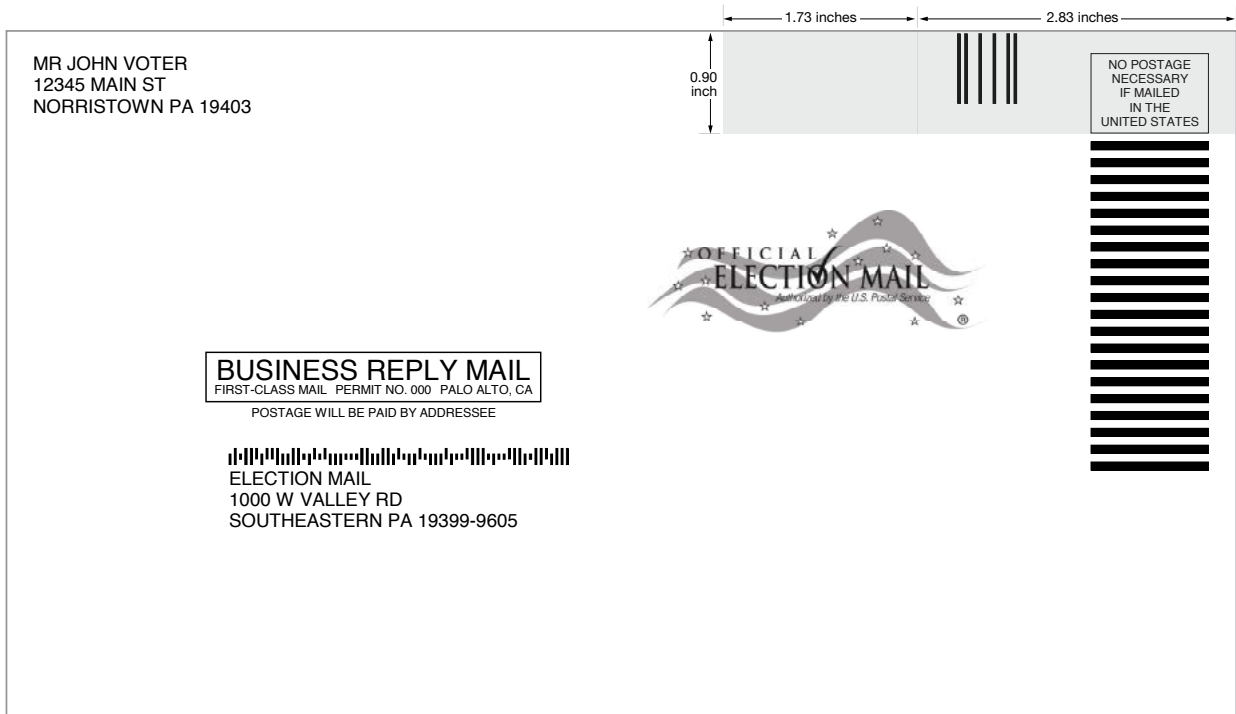 1.73 inches
2.83 inches
MR JOHN VOTER
12345 MAIN ST
NORRISTOWN PA 19403
0.90
inch
NO POSTAGE
NECESSARY
IF MAILED
IN THE
UNITED STATES
OFFICIAL
ELECTION MAIL
Authorized by the U.S. Postal Service
®
BUSINESS REPLY MAIL
FIRST-CLASS MAIL PERMIT NO. 000 PALO ALTO, CA
POSTAGE WILL BE PAID BY ADDRESSEE
ELECTION MAIL
1000 W VALLEY RD
SOUTHEASTERN PA 19399-9605